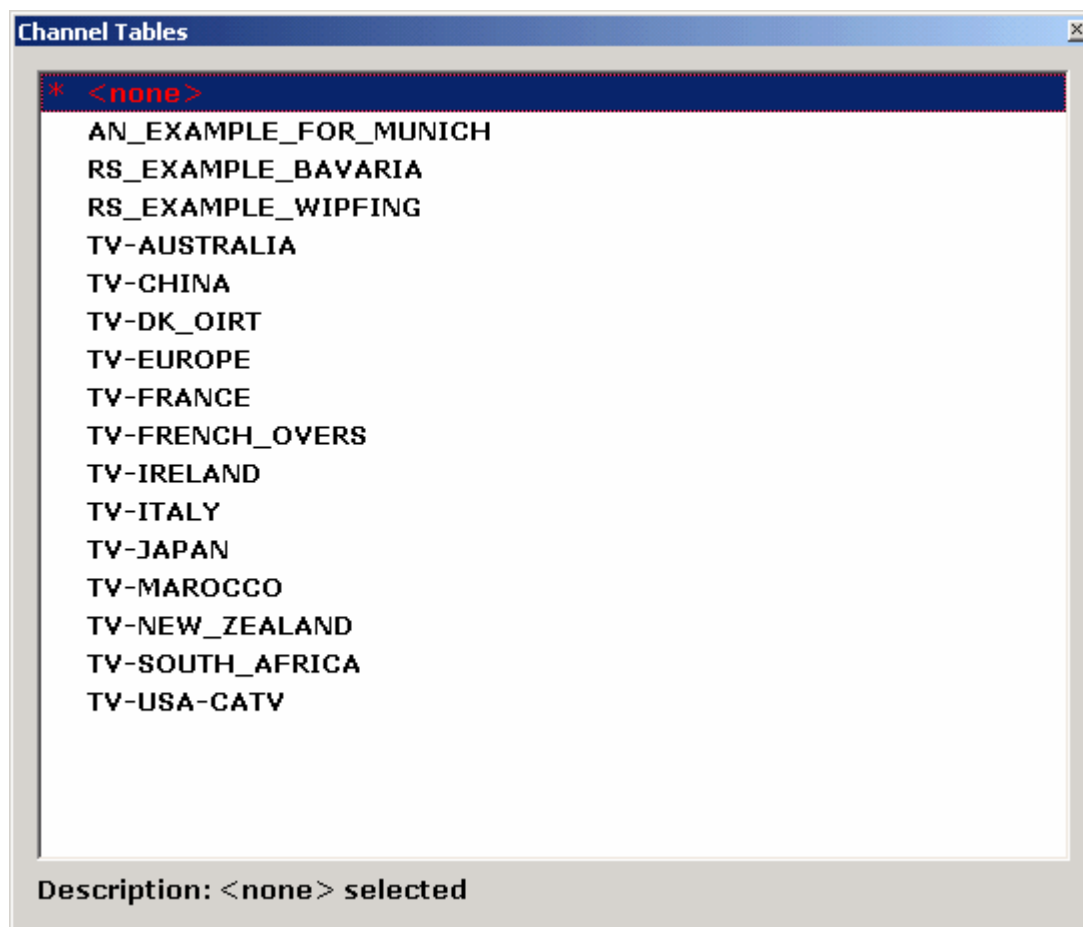 Channel Tables
* <none>
AN_EXAMPLE_FOR_MUNICH
RS_EXAMPLE_BAVARIA
RS_EXAMPLE_WIPFING
TV-AUSTRALIA
TV-CHINA
TV-DK_OIRT
TV-EUROPE
TV-FRANCE
TV-FRENCH_OVERS
TV-IRELAND
TV-ITALY
TV-JAPAN
TV-MAROCCO
TV-NEW_ZEALAND
TV-SOUTH_AFRICA
TV-USA-CATV
Description: <none> selected